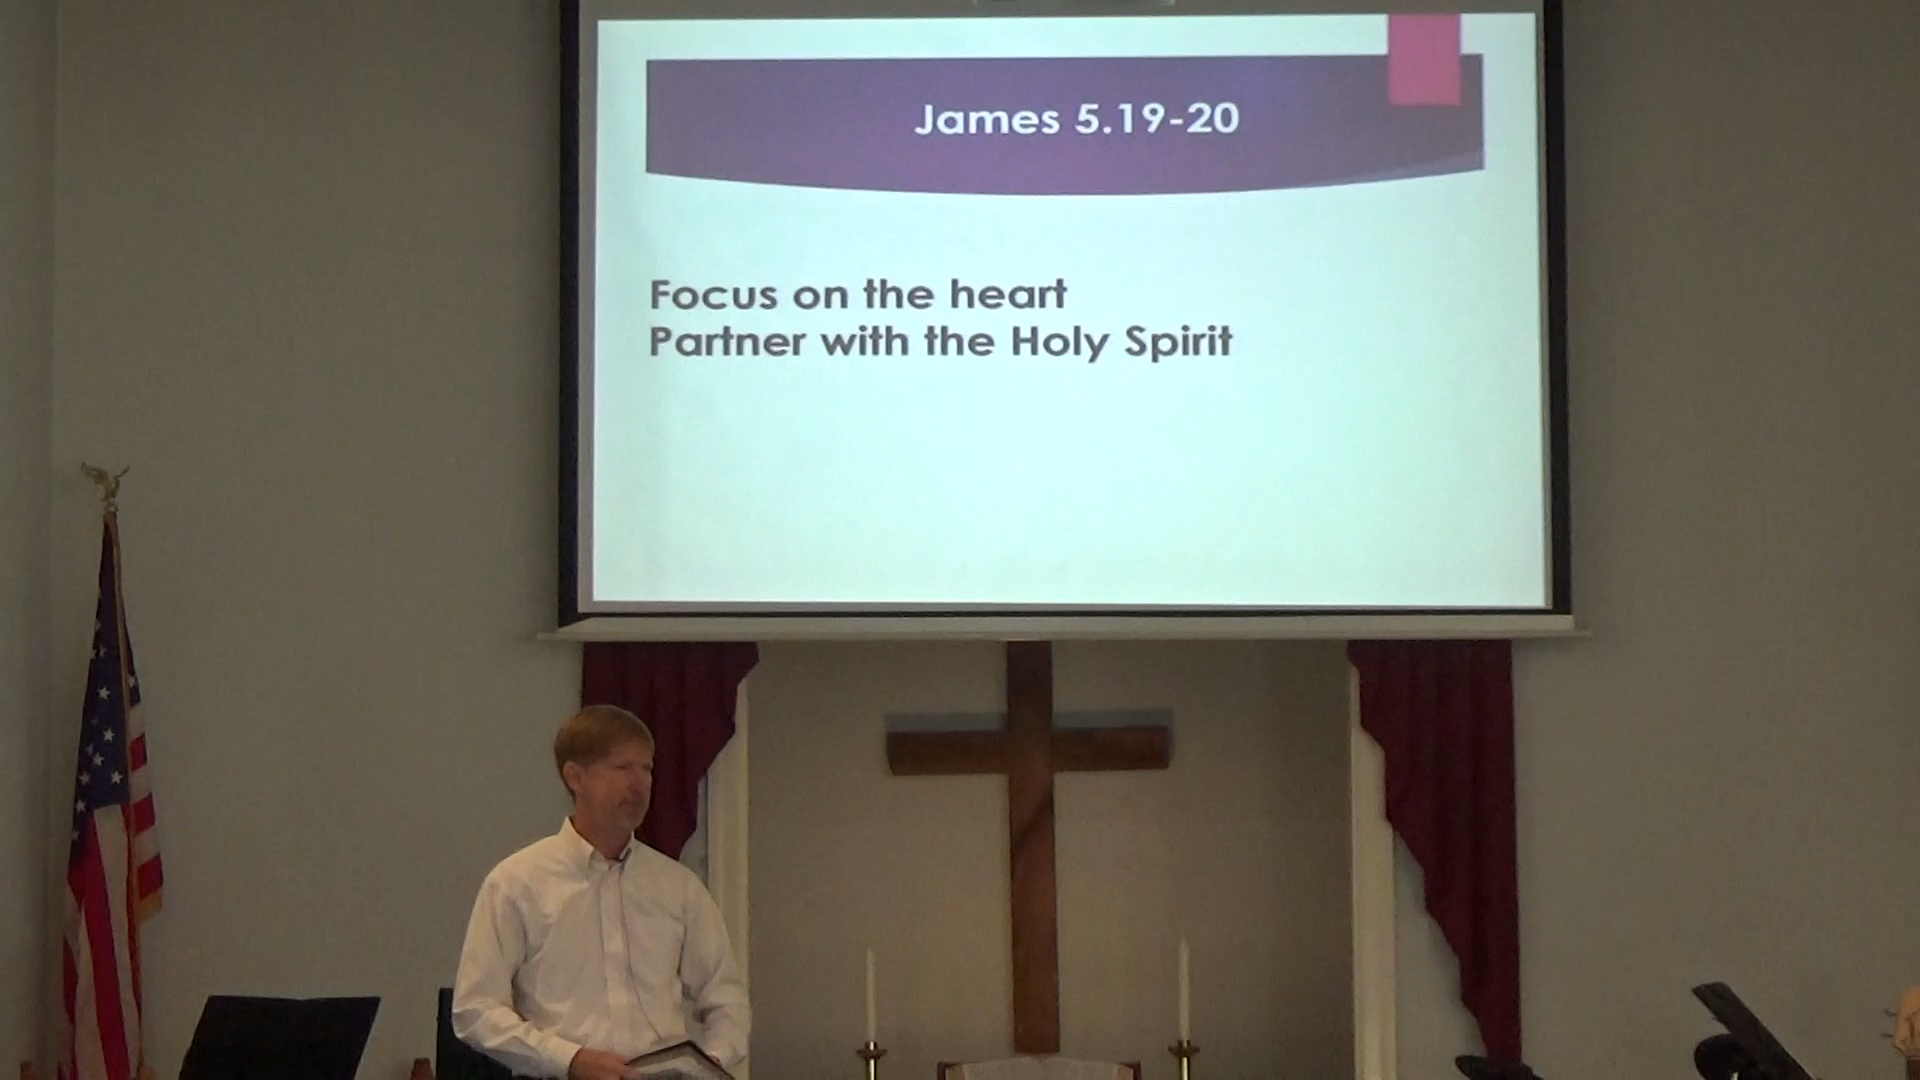 James 5.19-20
Focus on the heart
Partner with the Holy Spirit